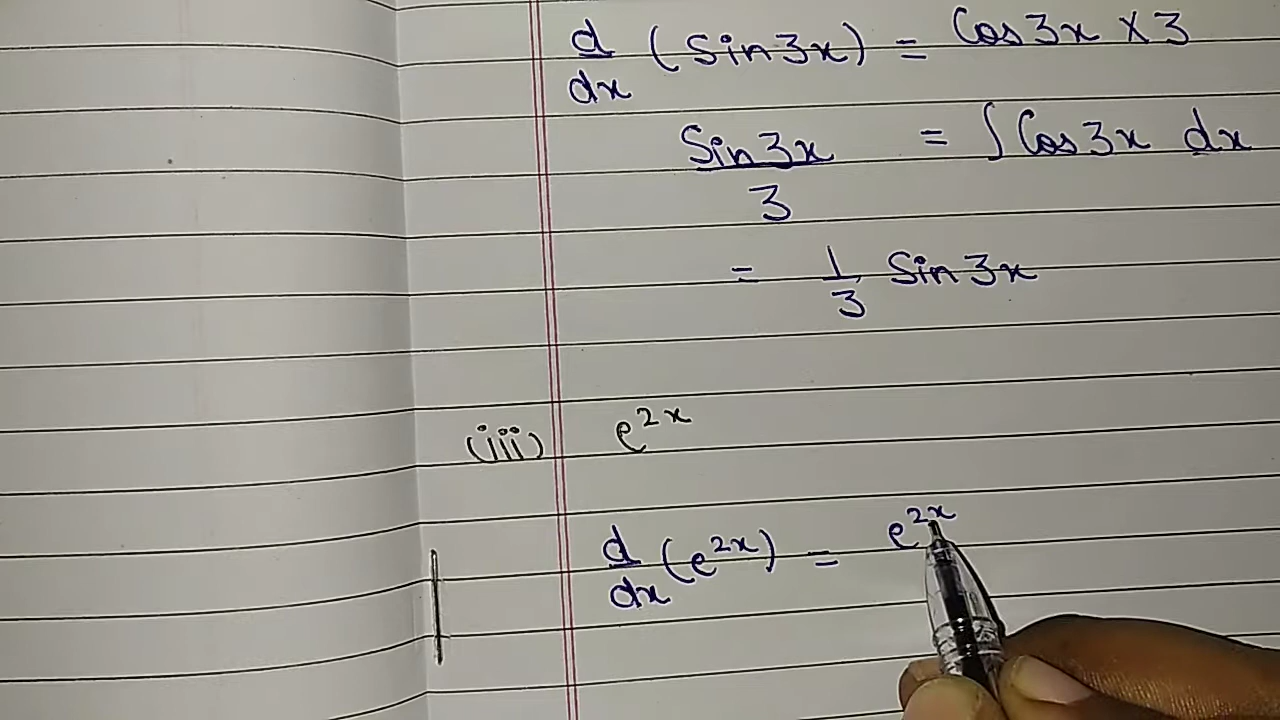 d/dx (Sin3x) = Cos3x × 3
Sin3x/3 = ∫ Cos3x dx
= 1/3 Sin3x
(iii) e^2x
d/dx (e^2x) = e^2x